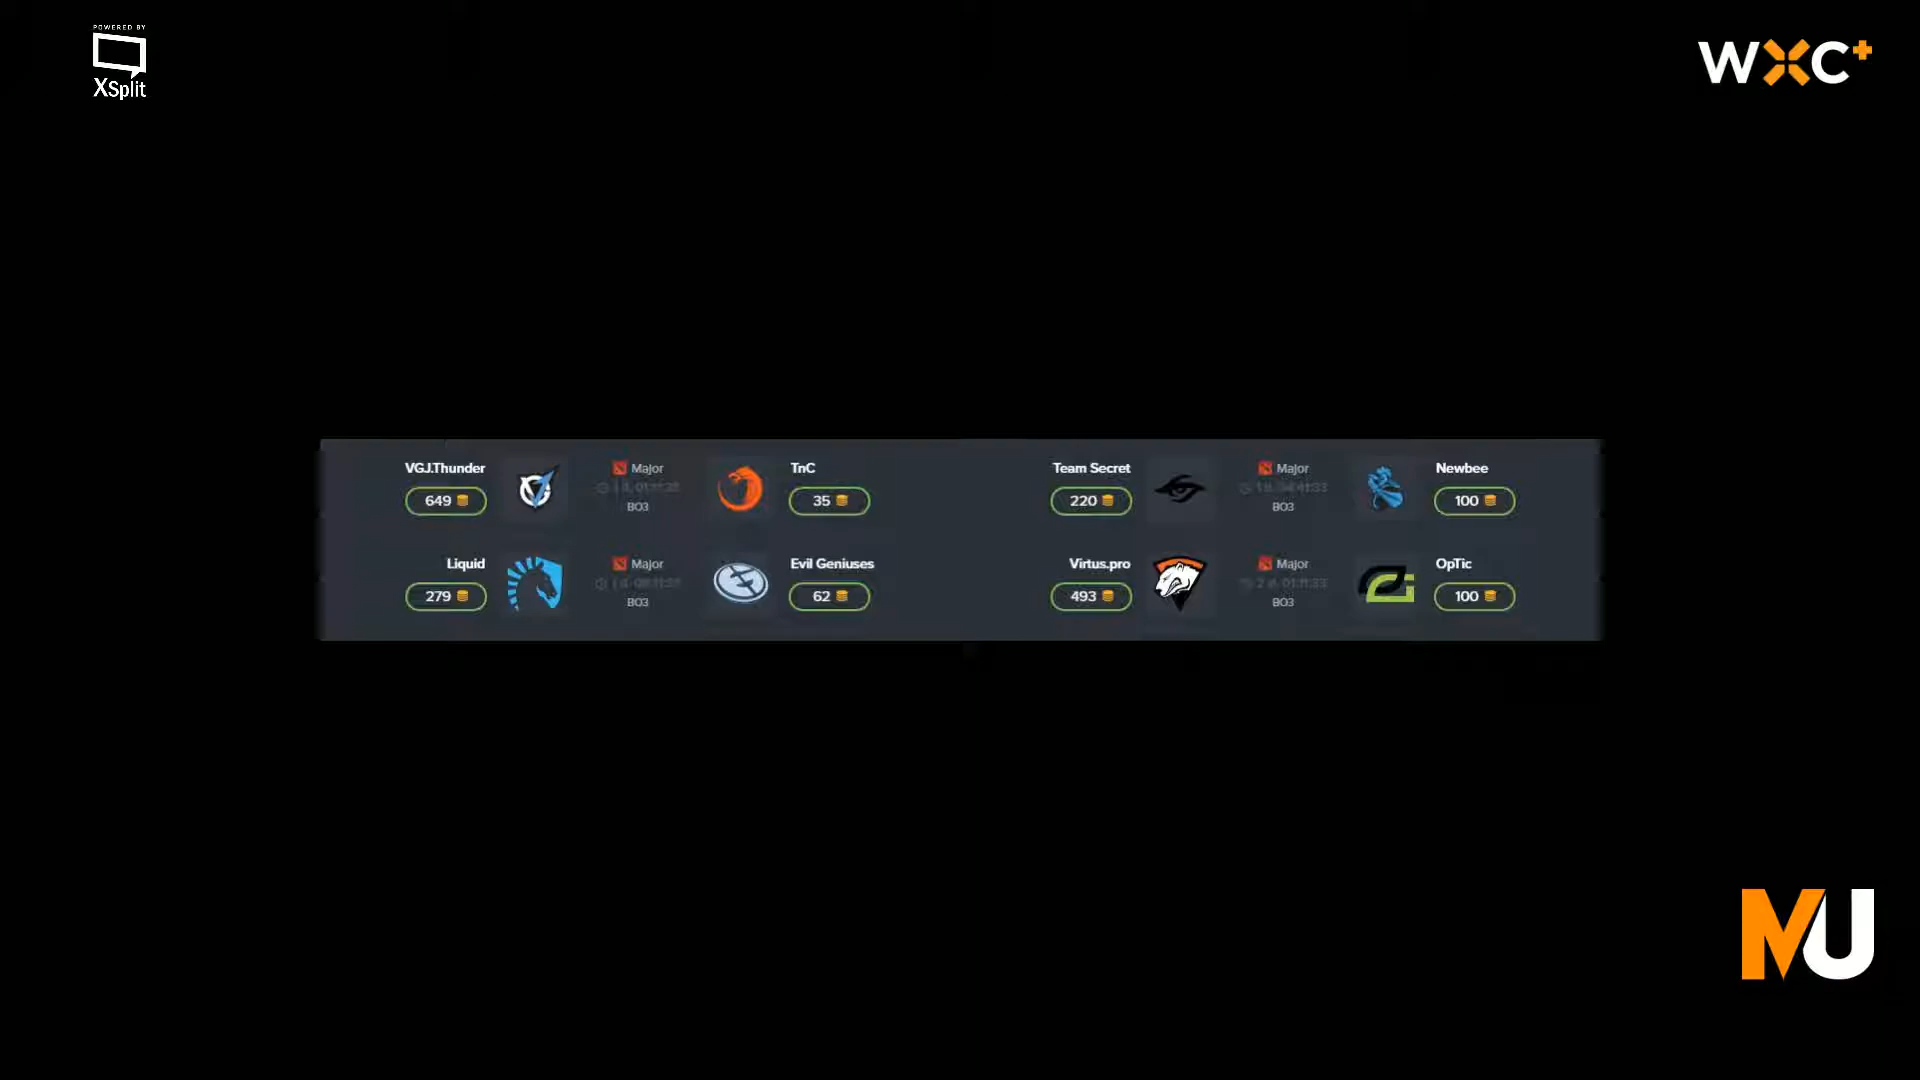 POWERED BY
XSplit
WXC+
VGJ.Thunder
649
Major
BO3
TnC
35
Team Secret
220
Major
BO3
Newbee
100
Liquid
279
Major
BO3
Evil Geniuses
62
Virtus.pro
493
Major
BO3
OpTic
100
MU